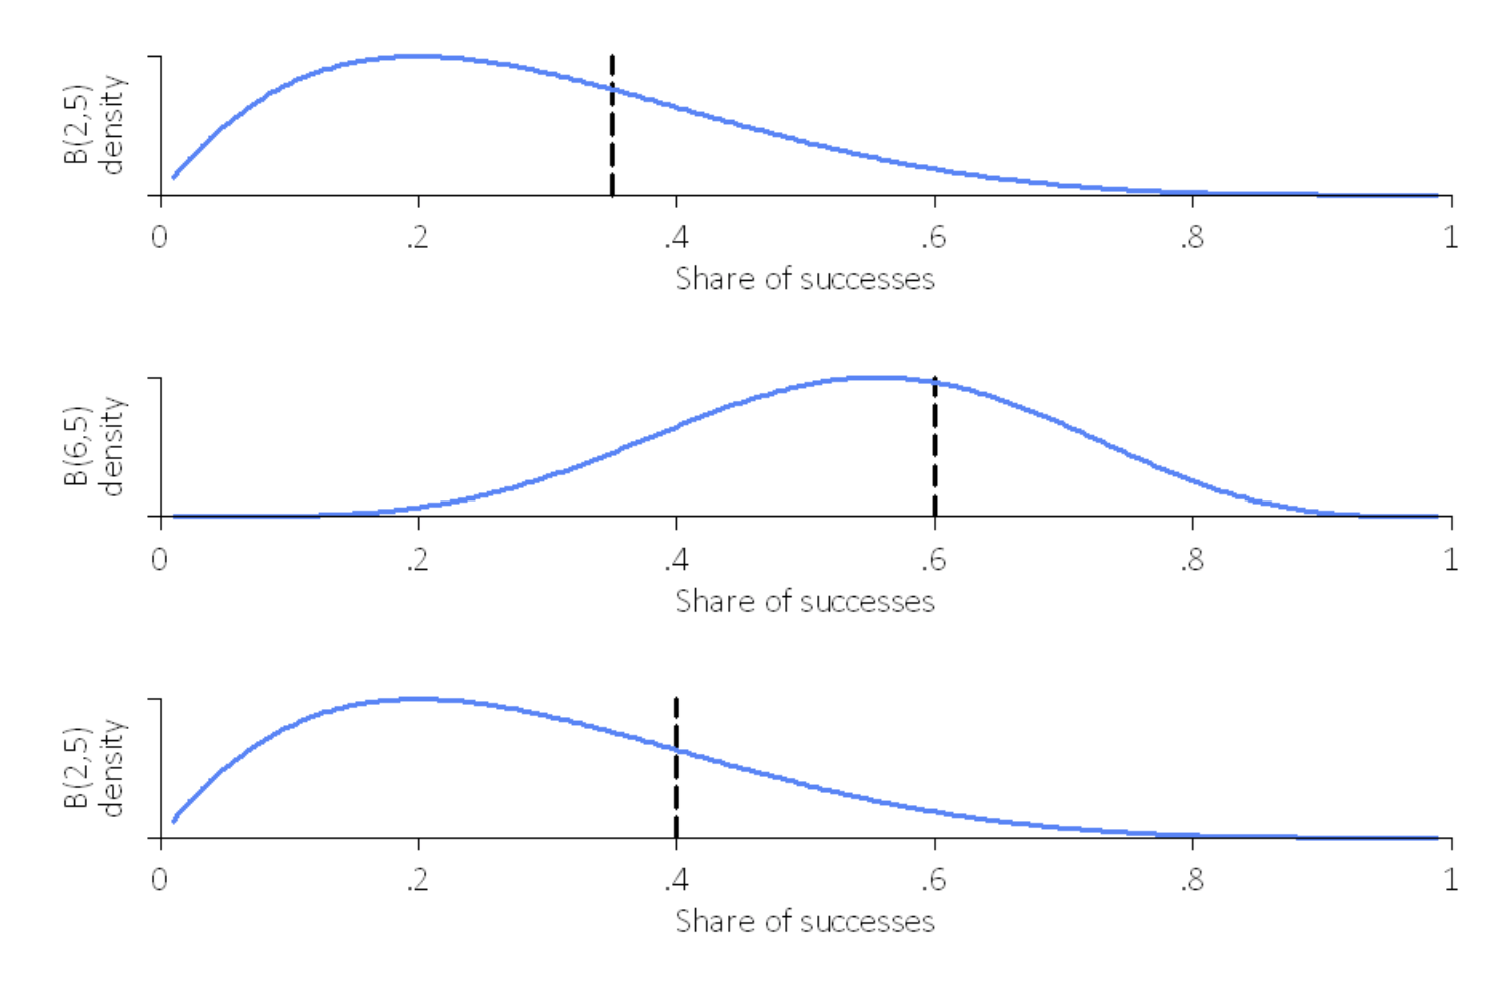 B(2,5)
density
0 .2 .4 .6 .8 1
Share of successes
B(6,5)
density
0 .2 .4 .6 .8 1
Share of successes
B(2,5)
density
0 .2 .4 .6 .8 1
Share of successes